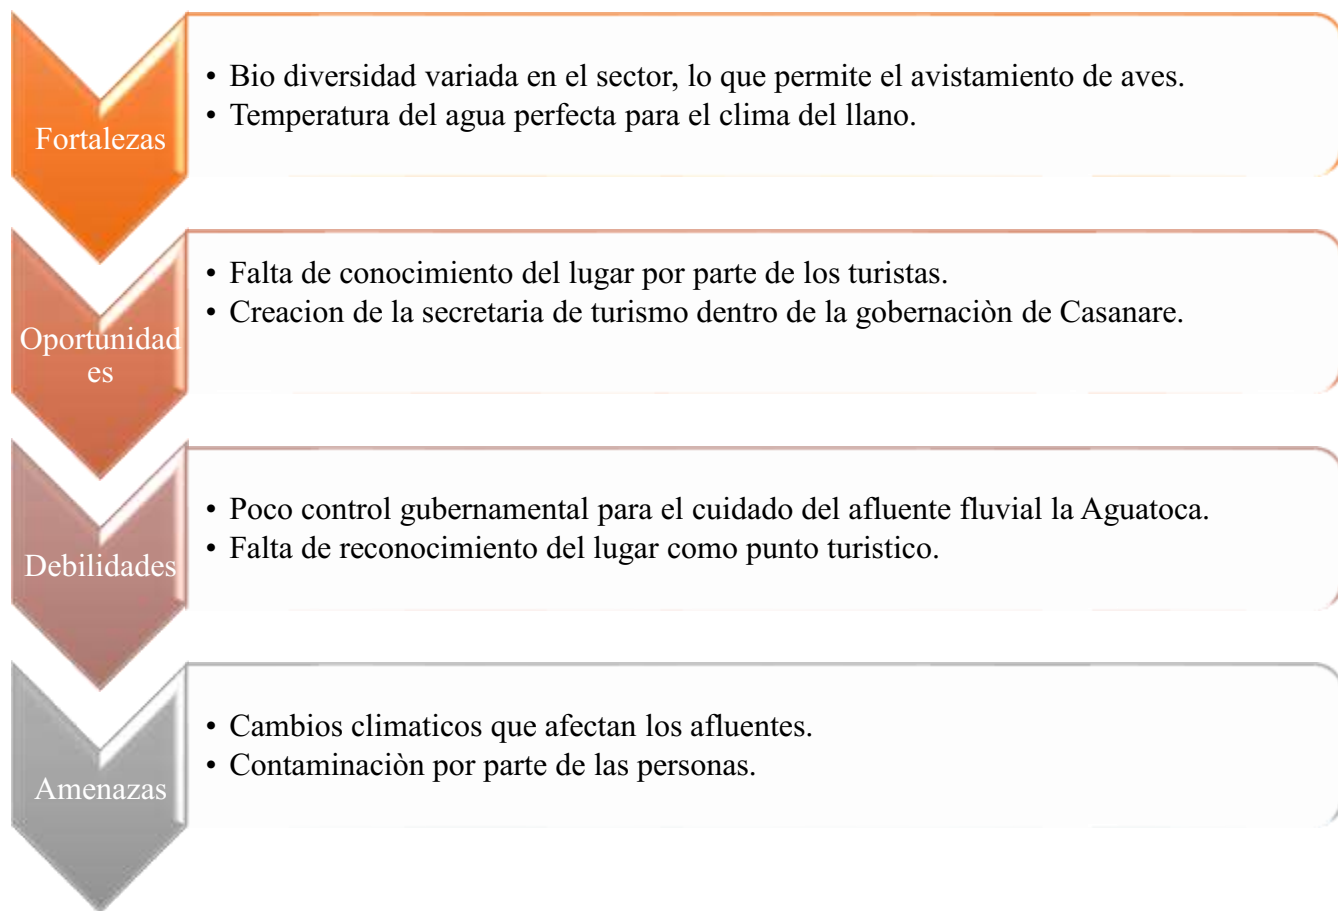 Fortalezas
• Bio diversidad variada en el sector, lo que permite el avistamiento de aves.
• Temperatura del agua perfecta para el clima del llano.
Oportunidad
es
• Falta de conocimiento del lugar por parte de los turistas.
• Creacion de la secretaria de turismo dentro de la gobernaciòn de Casanare.
Debilidades
• Poco control gubernamental para el cuidado del afluente fluvial la Aguatoca.
• Falta de reconocimiento del lugar como punto turistico.
Amenazas
• Cambios climaticos que afectan los afluentes.
• Contaminaciòn por parte de las personas.